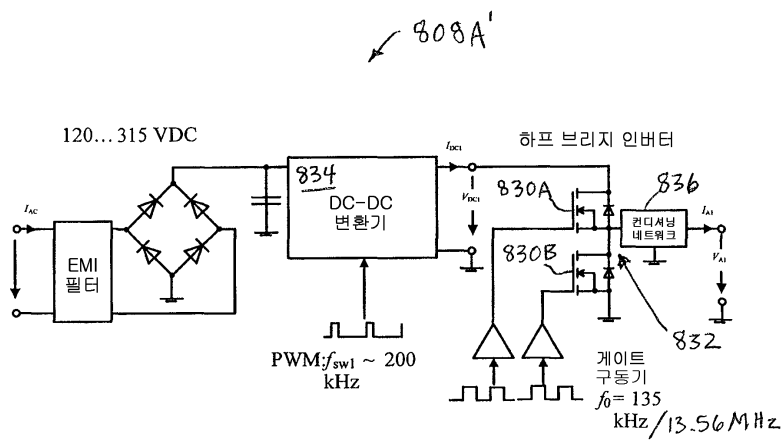 808A'
120...315 VDC
하프 브리지 인버터
I_DC1
834
DC-DC
변환기
830A
836
컨디셔닝
네트워크
I_AC
I_A1
V_DC1
V_A1
EMI
필터
830B
832
PWM:f_sw1 ~ 200
kHz
게이트
구동기
f_0= 135
kHz/13.56 MHz